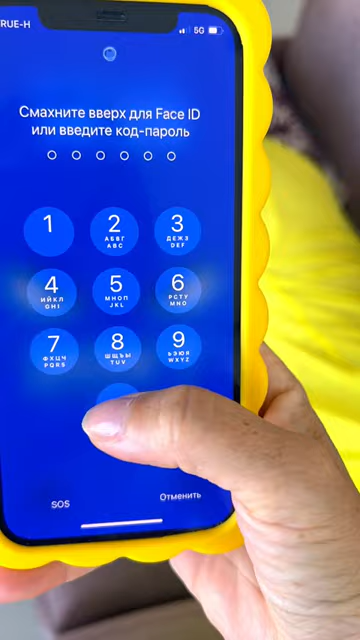 TRUE-H 5G
Смахните вверх для Face ID
или введите код-пароль
1
2
АБВГ
ABC
3
ДЕЖЗ
DEF
4
ИЙКЛ
GHI
5
МНОП
JKL
6
РСТУ
MNO
7
ФХЦЧ
PQRS
8
ШЩЪЫ
TUV
9
ЬЭЮЯ
WXYZ
SOS Отменить